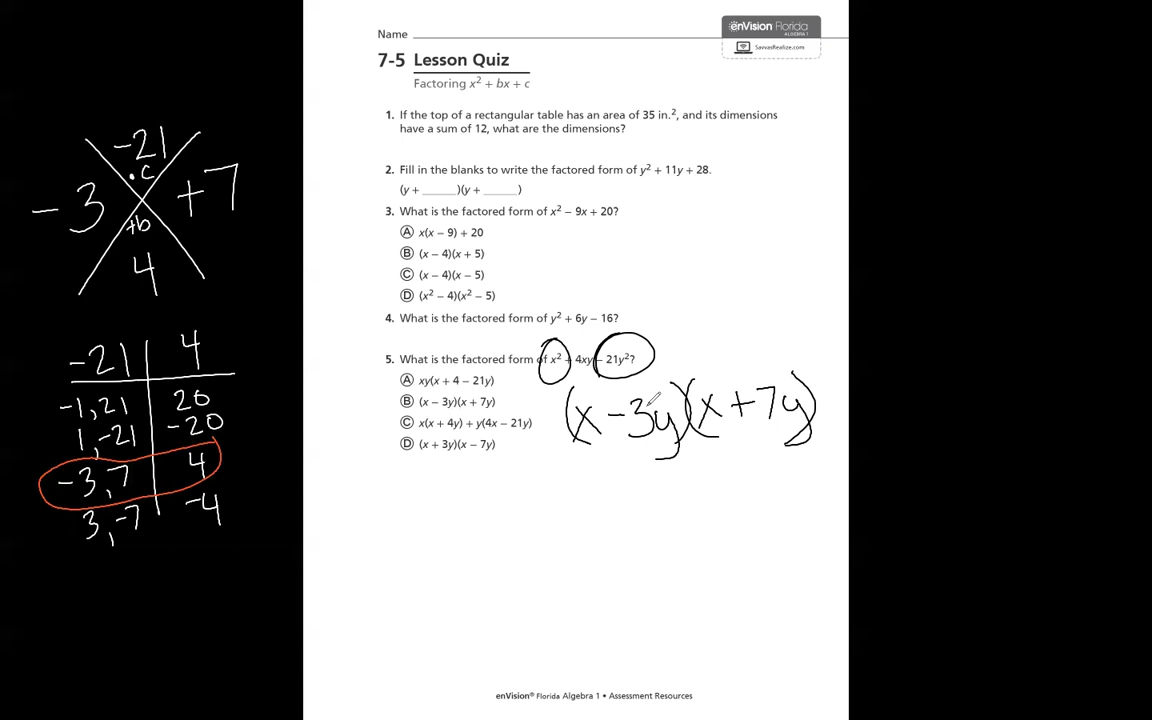 Name
enVision Florida
ALGEBRA 1
SavvasRealize.com
7-5 Lesson Quiz
Factoring x² + bx + c
1. If the top of a rectangular table has an area of 35 in.², and its dimensions
have a sum of 12, what are the dimensions?
2. Fill in the blanks to write the factored form of y² + 11y + 28.
(y + ______)(y + ______)
3. What is the factored form of x² − 9x + 20?
A x(x − 9) + 20
B (x − 4)(x + 5)
C (x − 4)(x − 5)
D (x² − 4)(x² − 5)
4. What is the factored form of y² + 6y − 16?
5. What is the factored form of x² + 4xy − 21y²?
A xy(x + 4 − 21y)
B (x − 3y)(x + 7y)
C x(x + 4y) + y(4x − 21y)
D (x + 3y)(x − 7y)
(x − 3y)(x + 7y)
enVision® Florida Algebra 1 • Assessment Resources
-21
•c
-3 +7
+b
4
-21 4
-1, 21 20
1, -21 -20
-3, 7 4
3, -7 -4